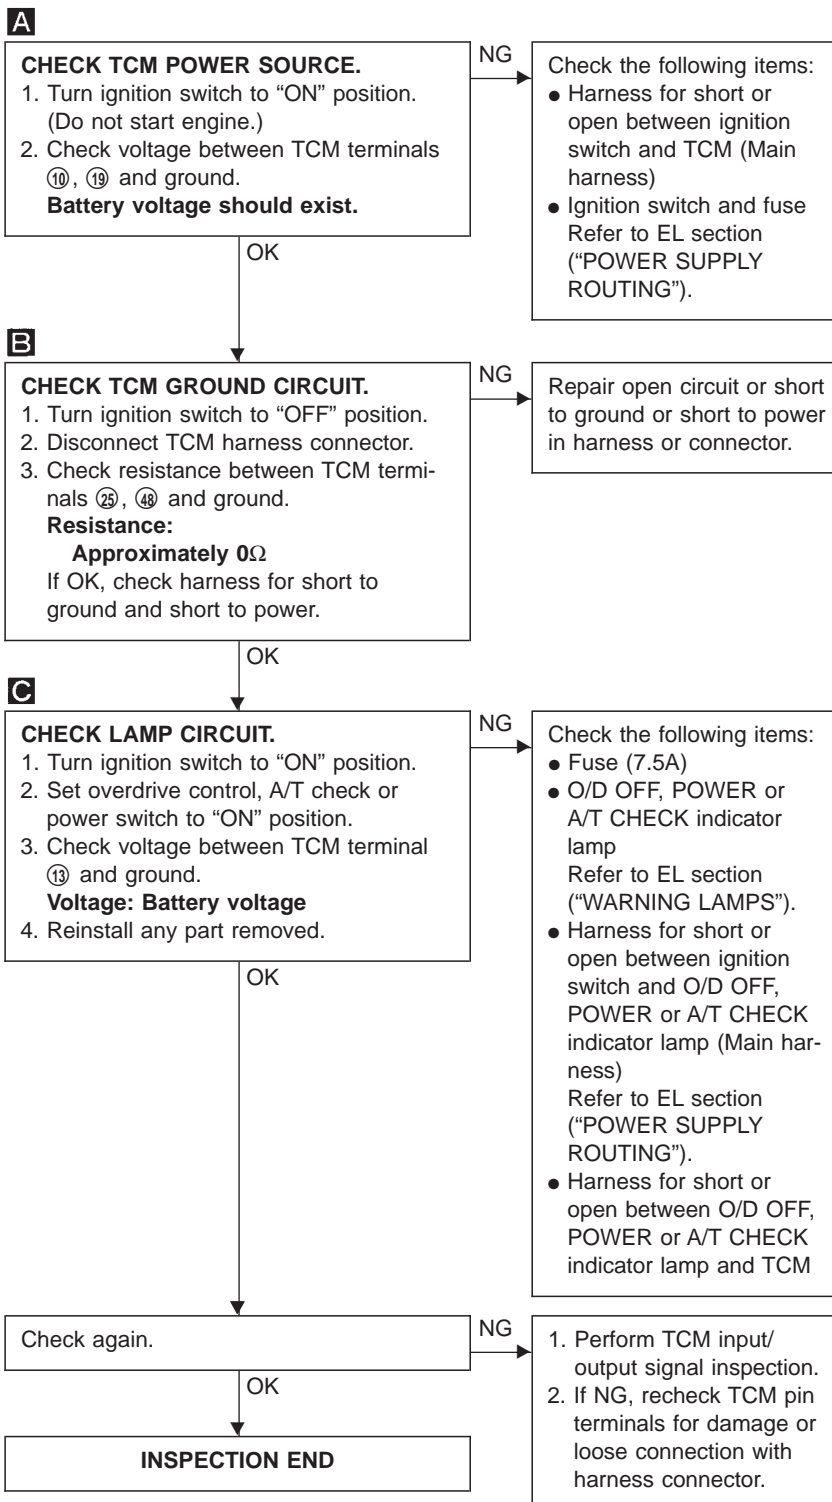 A
CHECK TCM POWER SOURCE.
1. Turn ignition switch to “ON” position.
(Do not start engine.)
2. Check voltage between TCM terminals
⑩, ⑲ and ground.
Battery voltage should exist.
NG
Check the following items:
● Harness for short or
open between ignition
switch and TCM (Main
harness)
● Ignition switch and fuse
Refer to EL section
(“POWER SUPPLY
ROUTING”).
OK
B
CHECK TCM GROUND CIRCUIT.
1. Turn ignition switch to “OFF” position.
2. Disconnect TCM harness connector.
3. Check resistance between TCM termi-
nals ㉕, ㊽ and ground.
Resistance:
Approximately 0Ω
If OK, check harness for short to
ground and short to power.
NG
Repair open circuit or short
to ground or short to power
in harness or connector.
OK
C
CHECK LAMP CIRCUIT.
1. Turn ignition switch to “ON” position.
2. Set overdrive control, A/T check or
power switch to “ON” position.
3. Check voltage between TCM terminal
⑬ and ground.
Voltage: Battery voltage
4. Reinstall any part removed.
NG
Check the following items:
● Fuse (7.5A)
● O/D OFF, POWER or
A/T CHECK indicator
lamp
Refer to EL section
(“WARNING LAMPS”).
● Harness for short or
open between ignition
switch and O/D OFF,
POWER or A/T CHECK
indicator lamp (Main har-
ness)
Refer to EL section
(“POWER SUPPLY
ROUTING”).
● Harness for short or
open between O/D OFF,
POWER or A/T CHECK
indicator lamp and TCM
OK
Check again.
NG
1. Perform TCM input/
output signal inspection.
2. If NG, recheck TCM pin
terminals for damage or
loose connection with
harness connector.
OK
INSPECTION END